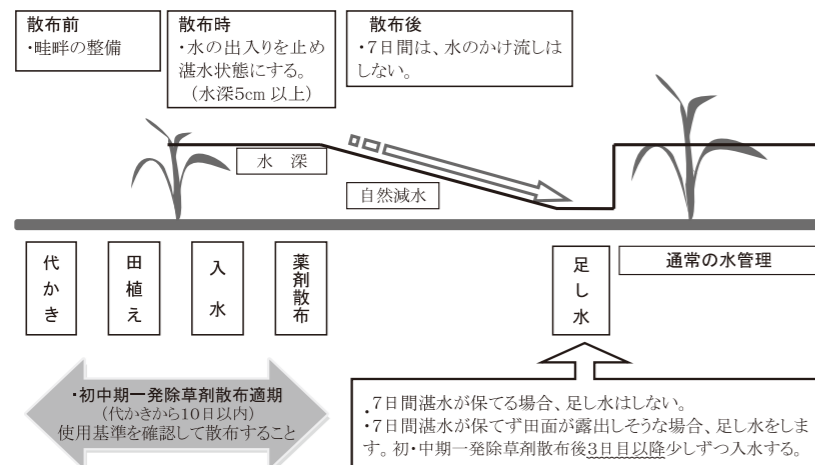 散布前
・畦畔の整備
散布時
・水の出入りを止め
湛水状態にする。
（水深5cm 以上）
散布後
・7日間は、水のかけ流しは
しない。
水 深
自然減水
代かき
田植え
入水
薬剤散布
足し水
通常の水管理
・初中期一発除草剤散布適期
（代かきから10日以内）
使用基準を確認して散布すること
・7日間湛水が保てる場合、足し水はしない。
・7日間湛水が保てず田面が露出しそうな場合、足し水をしま
す。初・中期一発除草剤散布後3日目以降少しずつ入水する。